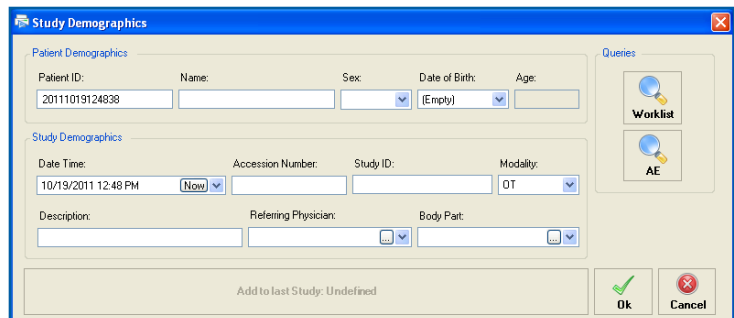 Study Demographics
Patient Demographics
Queries
Patient ID: Name: Sex: Date of Birth: Age:
20111019124838 (Empty)
Worklist
Study Demographics
Date Time: Accession Number: Study ID: Modality:
AE
10/19/2011 12:48 PM Now OT
Description: Referring Physician: Body Part:
... ...
Add to last Study: Undefined
Ok Cancel